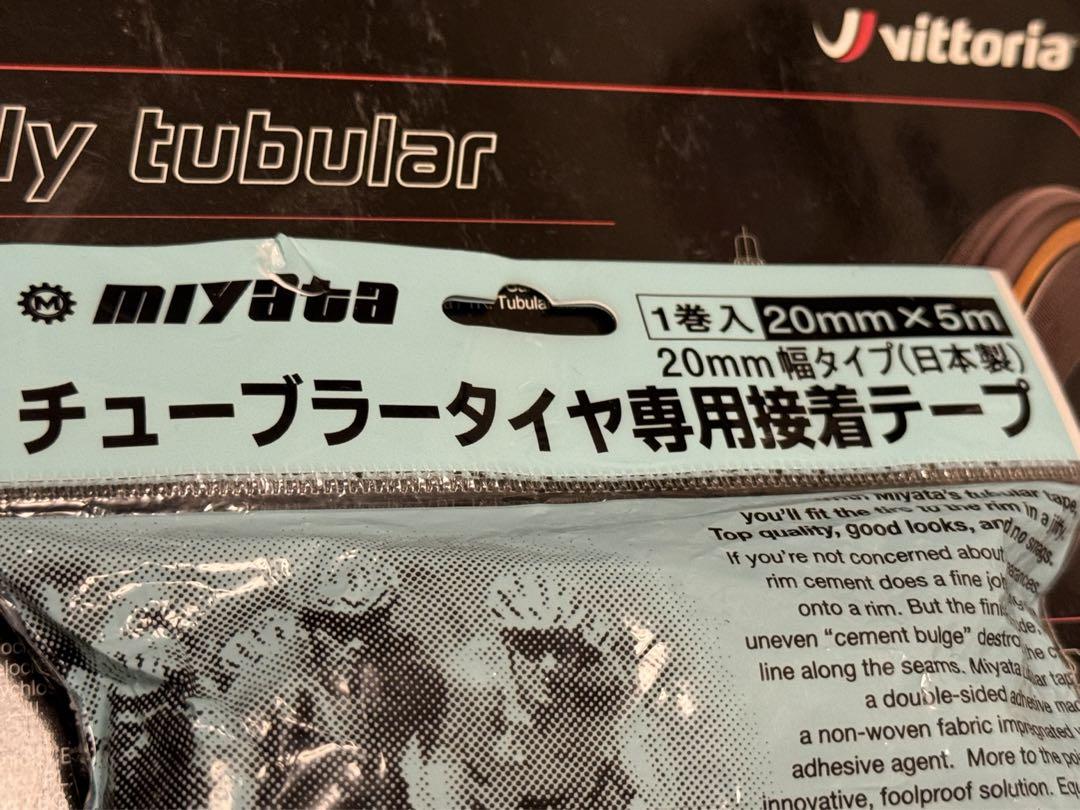 vittoria
ly tubular
M miyata
Tubula
1巻入 20mm×5m
20mm幅タイプ(日本製)
チューブラータイヤ専用接着テープ
Miyata's tubular tape,
you'll fit the tire to the rim in a jiffy.
Top quality, good looks, and no snags.
If you're not concerned about
rim cement does a fine job
onto a rim. But the
uneven "cement bulge" the
line along the seams. Miyata tap
a double-sided adhesive
a non-woven fabric impregnated
adhesive agent. More to the
innovative, foolproof solution.